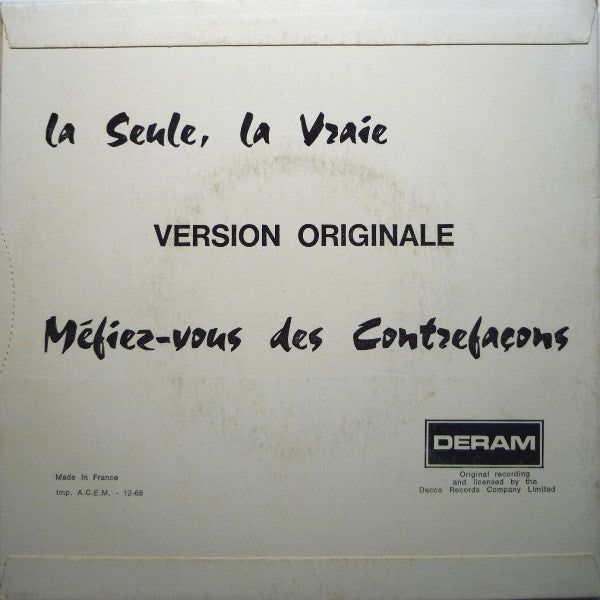 la Seule, la Vraie
VERSION ORIGINALE
Méfiez-vous des Contrefaçons
DERAM
Made in France
Imp. A.C.E.M. - 12-68
Original recording
and licensed by the
Decca Records Company Limited